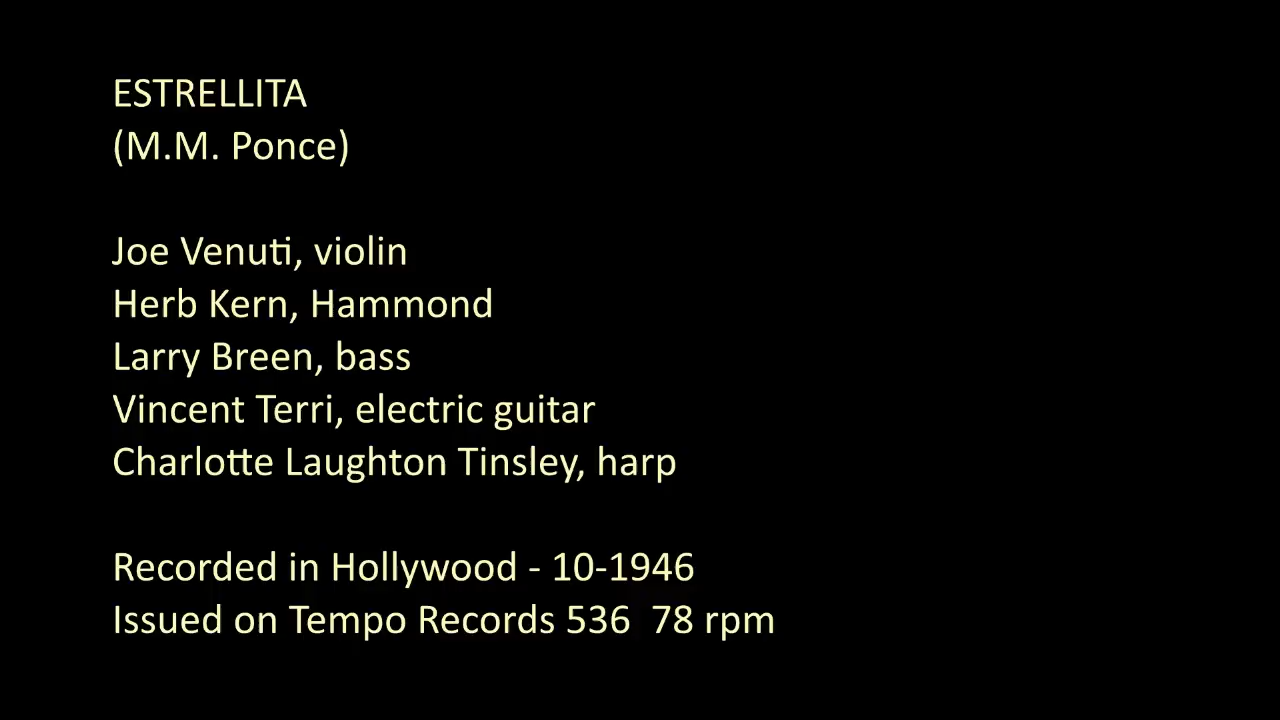 ESTRELLITA
(M.M. Ponce)
Joe Venuti, violin
Herb Kern, Hammond
Larry Breen, bass
Vincent Terri, electric guitar
Charlotte Laughton Tinsley, harp
Recorded in Hollywood - 10-1946
Issued on Tempo Records 536  78 rpm